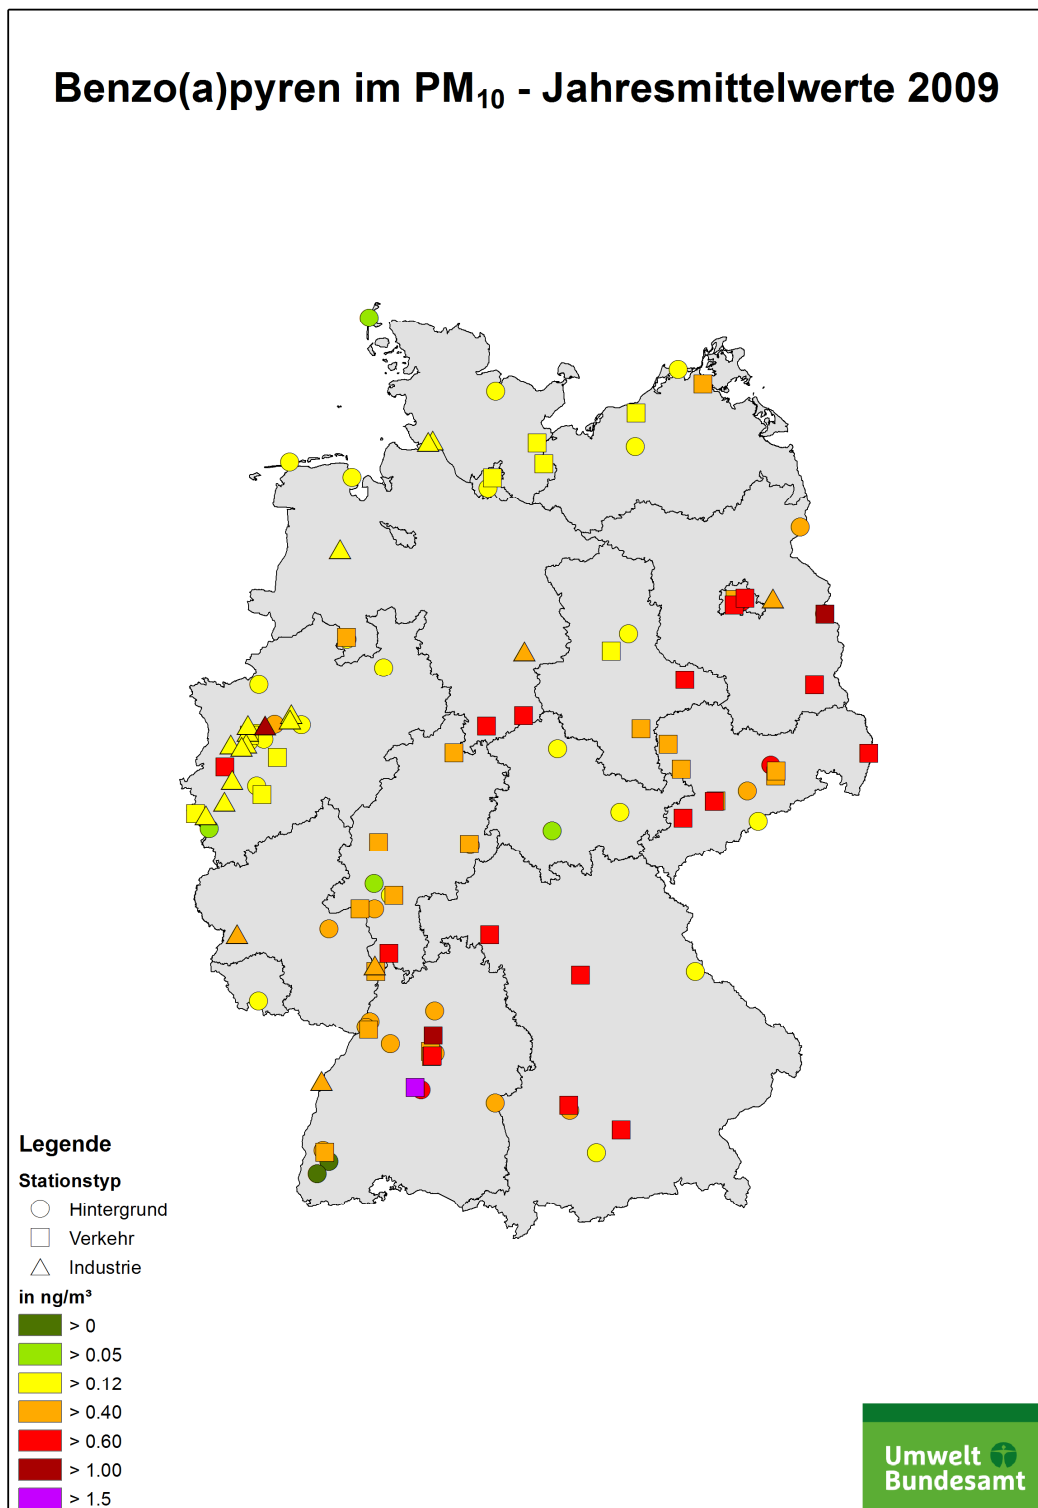 Benzo(a)pyren im PM₁₀ - Jahresmittelwerte 2009
Legende
Stationstyp
Hintergrund
Verkehr
Industrie
in ng/m³
> 0
> 0.05
> 0.12
> 0.40
> 0.60
> 1.00
> 1.5
Umwelt
Bundesamt